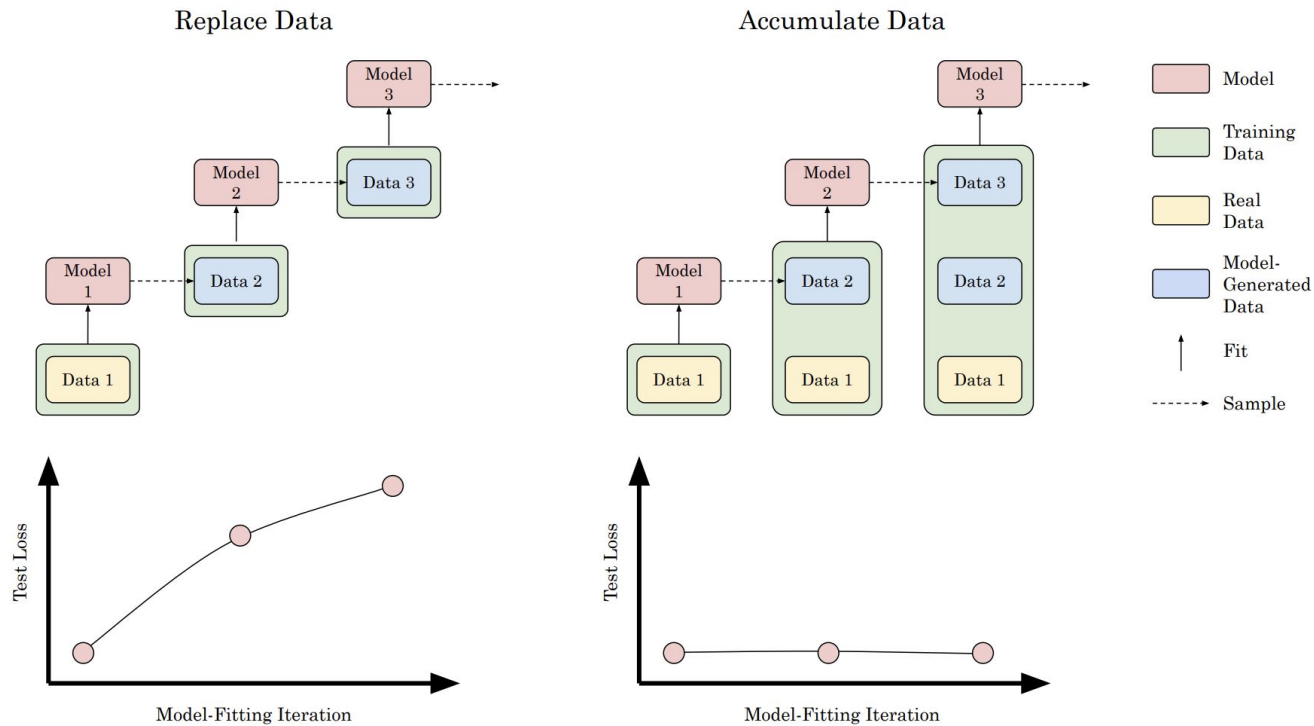 Replace Data
Model
3
Model
2
Data 3
Model
1
Data 2
Data 1
Test Loss
Model-Fitting Iteration
Accumulate Data
Model
3
Model
2
Data 3
Model
1
Data 2
Data 2
Data 1
Data 1
Data 1
Test Loss
Model-Fitting Iteration
Model
Training
Data
Real
Data
Model-
Generated
Data
Fit
Sample